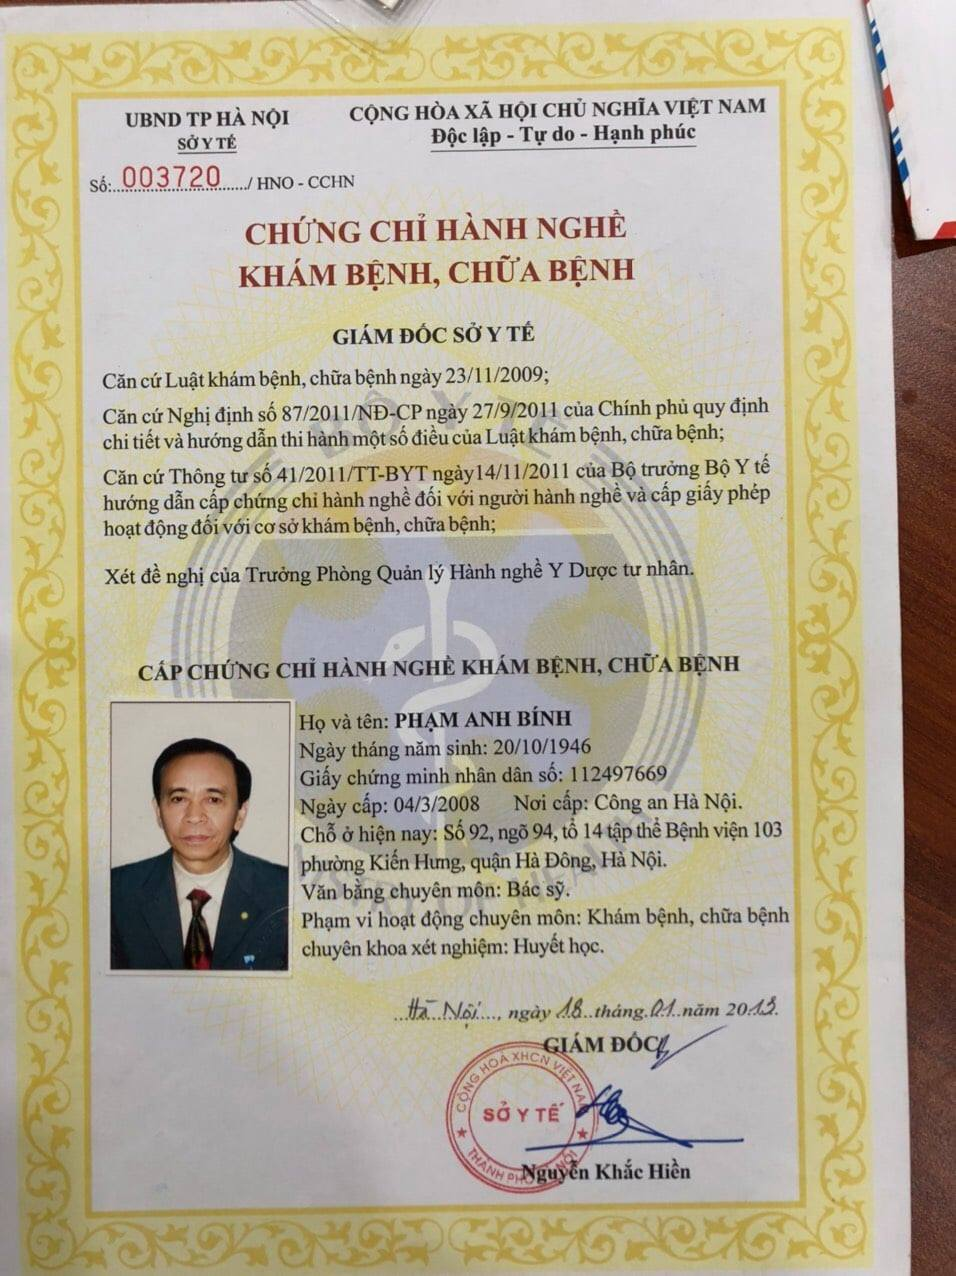 UBND TP HÀ NỘI
SỞ Y TẾ
CỘNG HÒA XÃ HỘI CHỦ NGHĨA VIỆT NAM
Độc lập - Tự do - Hạnh phúc
Số:..003720...../ HNO - CCHN
CHỨNG CHỈ HÀNH NGHỀ
KHÁM BỆNH, CHỮA BỆNH
GIÁM ĐỐC SỞ Y TẾ
Căn cứ Luật khám bệnh, chữa bệnh ngày 23/11/2009;
Căn cứ Nghị định số 87/2011/NĐ-CP ngày 27/9/2011 của Chính phủ quy định
chi tiết và hướng dẫn thi hành một số điều của Luật khám bệnh, chữa bệnh;
Căn cứ Thông tư số 41/2011/TT-BYT ngày14/11/2011 của Bộ trưởng Bộ Y tế
hướng dẫn cấp chứng chỉ hành nghề đối với người hành nghề và cấp giấy phép
hoạt động đối với cơ sở khám bệnh, chữa bệnh;
Xét đề nghị của Trưởng Phòng Quản lý Hành nghề Y Dược tư nhân.
CẤP CHỨNG CHỈ HÀNH NGHỀ KHÁM BỆNH, CHỮA BỆNH
Họ và tên: PHẠM ANH BÍNH
Ngày tháng năm sinh: 20/10/1946
Giấy chứng minh nhân dân số: 112497669
Ngày cấp: 04/3/2008 Nơi cấp: Công an Hà Nội.
Chỗ ở hiện nay: Số 92, ngõ 94, tổ 14 tập thể Bệnh viện 103
phường Kiến Hưng, quận Hà Đông, Hà Nội.
Văn bằng chuyên môn: Bác sỹ.
Phạm vi hoạt động chuyên môn: Khám bệnh, chữa bệnh
chuyên khoa xét nghiệm: Huyết học.
...Hà Nội...., ngày 18..tháng.01..năm 2013.
GIÁM ĐỐC
CỘNG HÒA XHCN VIỆT NAM
SỞ Y TẾ
THÀNH PHỐ HÀ NỘI
Nguyễn Khắc Hiền
BỘ Y TẾ